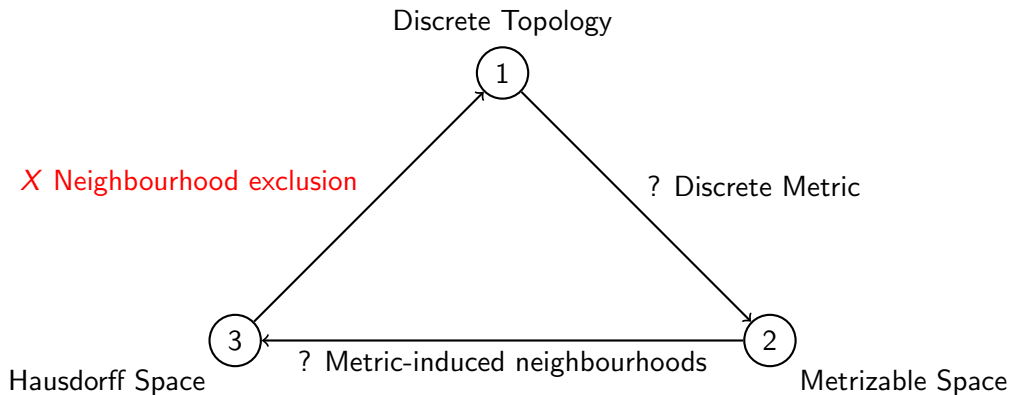 Discrete Topology
1
X Neighbourhood exclusion
? Discrete Metric
3
2
? Metric-induced neighbourhoods
Hausdorff Space
Metrizable Space